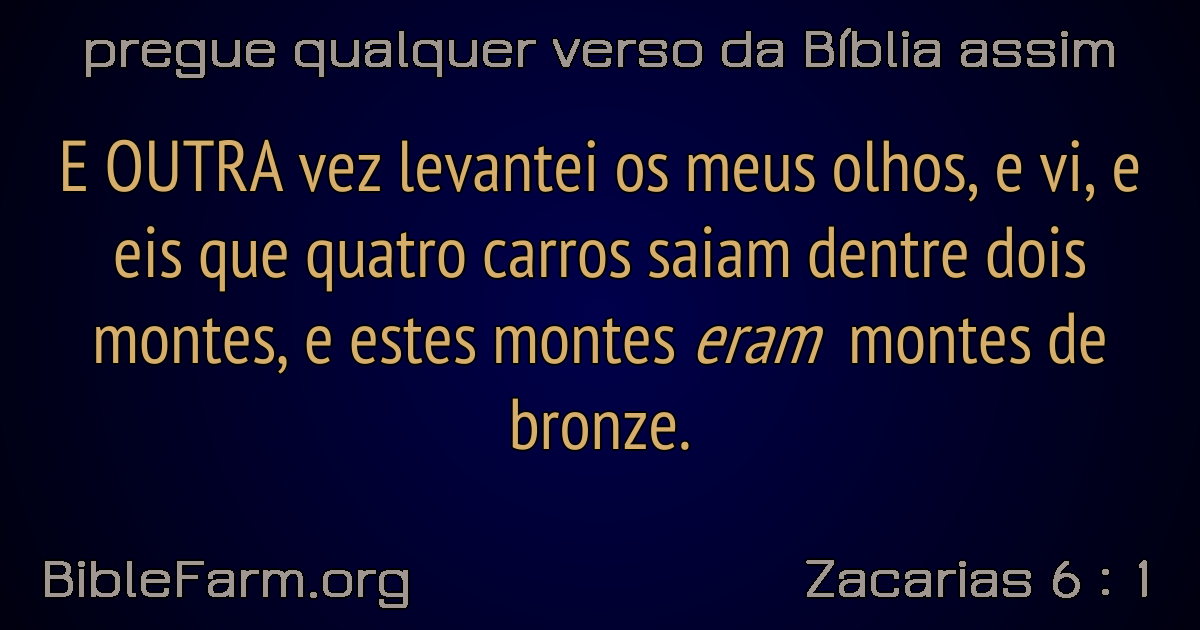 pregue qualquer verso da Bíblia assim
E OUTRA vez levantei os meus olhos, e vi, e
eis que quatro carros saiam dentre dois
montes, e estes montes eram montes de
bronze.
BibleFarm.org
Zacarias 6 : 1